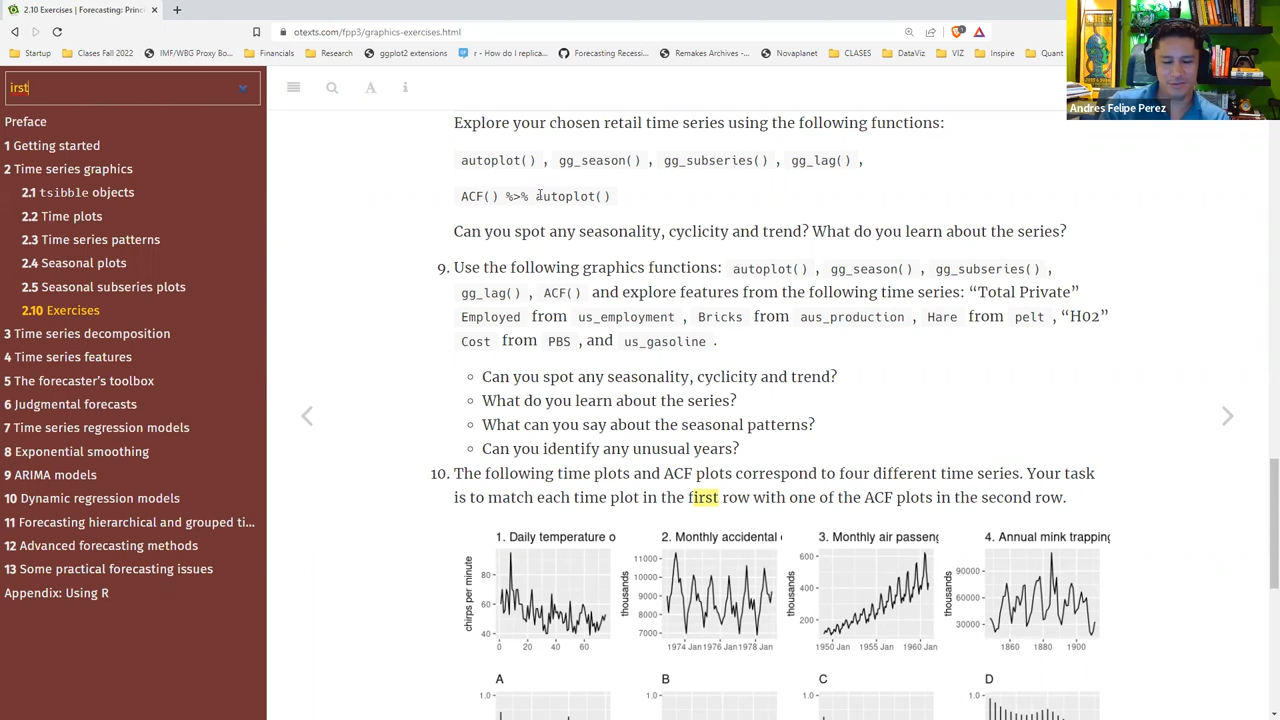 2.10 Exercises | Forecasting: Princ
otexts.com/fpp3/graphics-exercises.html
Startup
Clases Fall 2022
IMF/WBG Proxy Bo...
Financials
Research
ggplot2 extensions
r - How do I replica...
Forecasting Recessi...
Remakes Archives -...
Novaplanet
CLASES
DataViz
VIZ
Inspire
Quant
Andres Felipe Perez
irst
Preface
1 Getting started
2 Time series graphics
2.1 tsibble objects
2.2 Time plots
2.3 Time series patterns
2.4 Seasonal plots
2.5 Seasonal subseries plots
2.10 Exercises
3 Time series decomposition
4 Time series features
5 The forecaster's toolbox
6 Judgmental forecasts
7 Time series regression models
8 Exponential smoothing
9 ARIMA models
10 Dynamic regression models
11 Forecasting hierarchical and grouped ti...
12 Advanced forecasting methods
13 Some practical forecasting issues
Appendix: Using R
Explore your chosen retail time series using the following functions:
autoplot() , gg_season() , gg_subseries() , gg_lag() ,
ACF() %>% autoplot()
Can you spot any seasonality, cyclicity and trend? What do you learn about the series?
9. Use the following graphics functions: autoplot() , gg_season() , gg_subseries() ,
gg_lag() , ACF() and explore features from the following time series: “Total Private”
Employed from us_employment , Bricks from aus_production , Hare from pelt , “H02”
Cost from PBS , and us_gasoline .
Can you spot any seasonality, cyclicity and trend?
What do you learn about the series?
What can you say about the seasonal patterns?
Can you identify any unusual years?
10. The following time plots and ACF plots correspond to four different time series. Your task
is to match each time plot in the first row with one of the ACF plots in the second row.
1. Daily temperature o
chirps per minute
80
60
40
0 20 40 60
2. Monthly accidental
thousands
11000
10000
9000
8000
7000
1974 Jan 1976 Jan 1978 Jan
3. Monthly air passeng
thousands
600
400
200
1950 Jan 1955 Jan 1960 Jan
4. Annual mink trapping
thousands
90000
60000
30000
1860 1880 1900
A
1.0
B
1.0
C
1.0
D
1.0